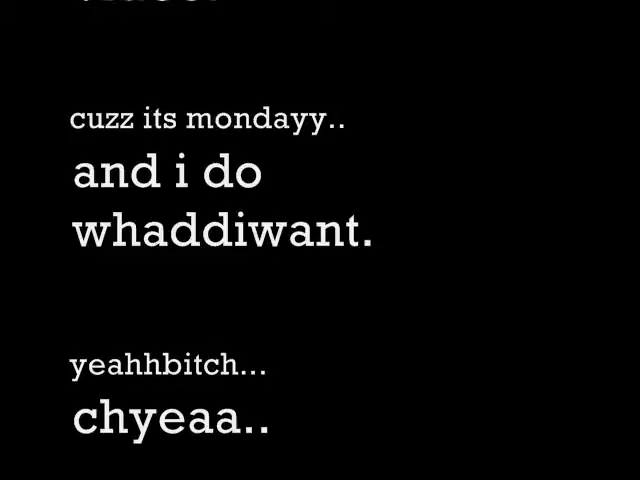 cuzz its mondayy..
and i do
whaddiwant.
yeahhbitch...
chyeaa..